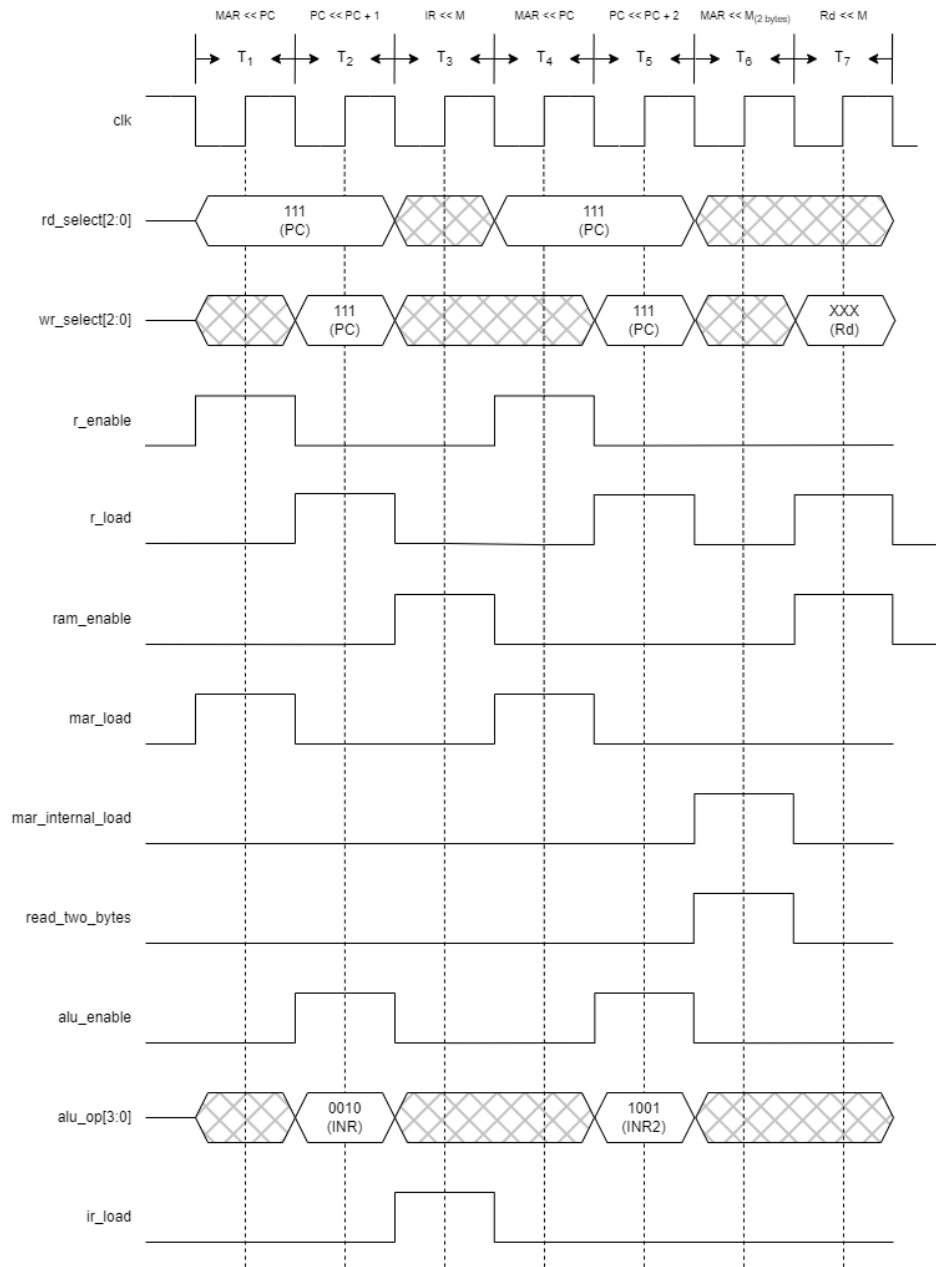 MAR << PC PC << PC + 1 IR << M MAR << PC PC << PC + 2 MAR << M(2 bytes) Rd << M
T1 T2 T3 T4 T5 T6 T7
clk
rd_select[2:0]
111
(PC)
111
(PC)
wr_select[2:0]
111
(PC)
111
(PC)
XXX
(Rd)
r_enable
r_load
ram_enable
mar_load
mar_internal_load
read_two_bytes
alu_enable
alu_op[3:0]
0010
(INR)
1001
(INR2)
ir_load